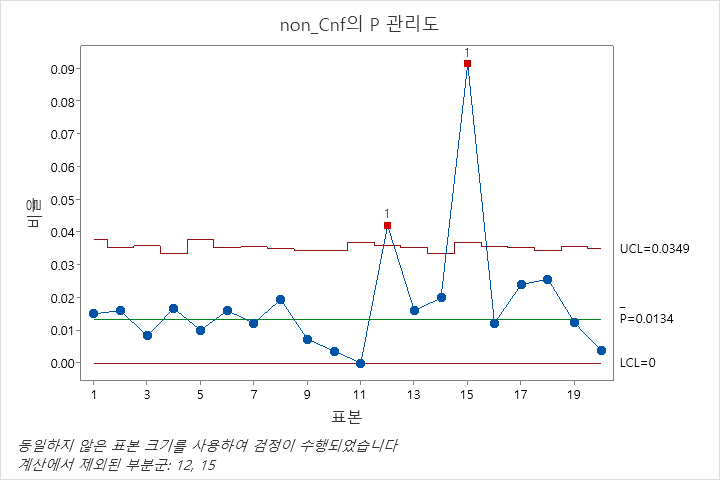 non_Cnf의 P 관리도
0.09
0.08
0.07
0.06
0.05
0.04
0.03
0.02
0.01
0.00
비율
1
1
UCL=0.0349
_
P=0.0134
LCL=0
1 3 5 7 9 11 13 15 17 19
표본
동일하지 않은 표본 크기를 사용하여 검정이 수행되었습니다
계산에서 제외된 부분군: 12, 15